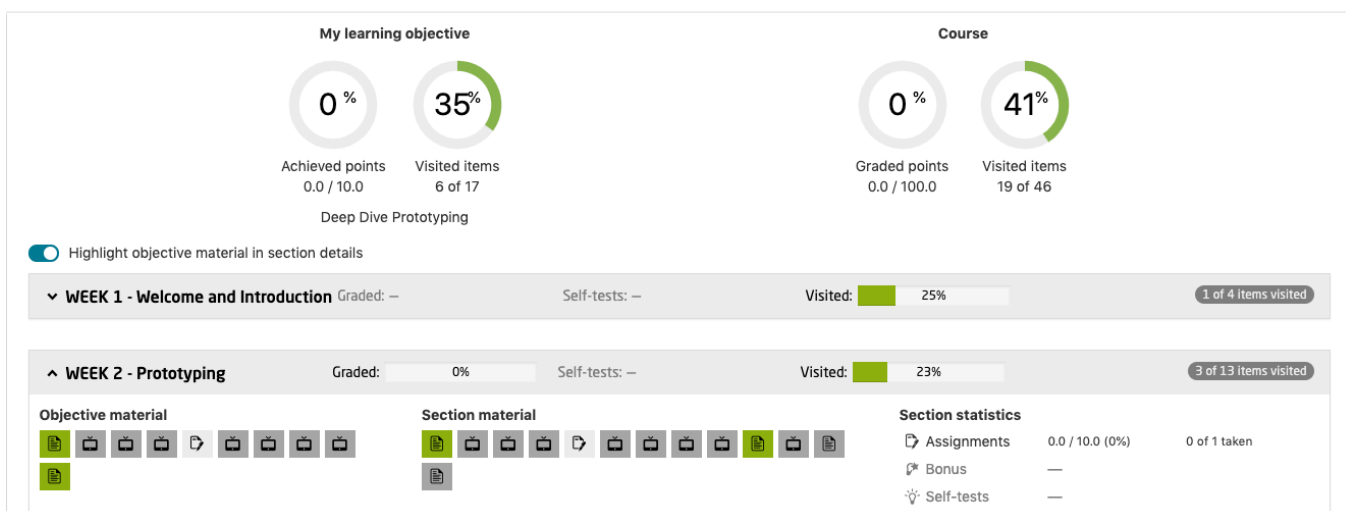 My learning objective
Course
0 %
35%
0 %
41%
Achieved points
Visited items
Graded points
Visited items
0.0 / 10.0
6 of 17
0.0 / 100.0
19 of 46
Deep Dive Prototyping
Highlight objective material in section details
WEEK 1 - Welcome and Introduction Graded: — Self-tests: — Visited: 25% 1 of 4 items visited
WEEK 2 - Prototyping Graded: 0% Self-tests: — Visited: 23% 3 of 13 items visited
Objective material
Section material
Section statistics
Assignments 0.0 / 10.0 (0%) 0 of 1 taken
Bonus —
Self-tests —